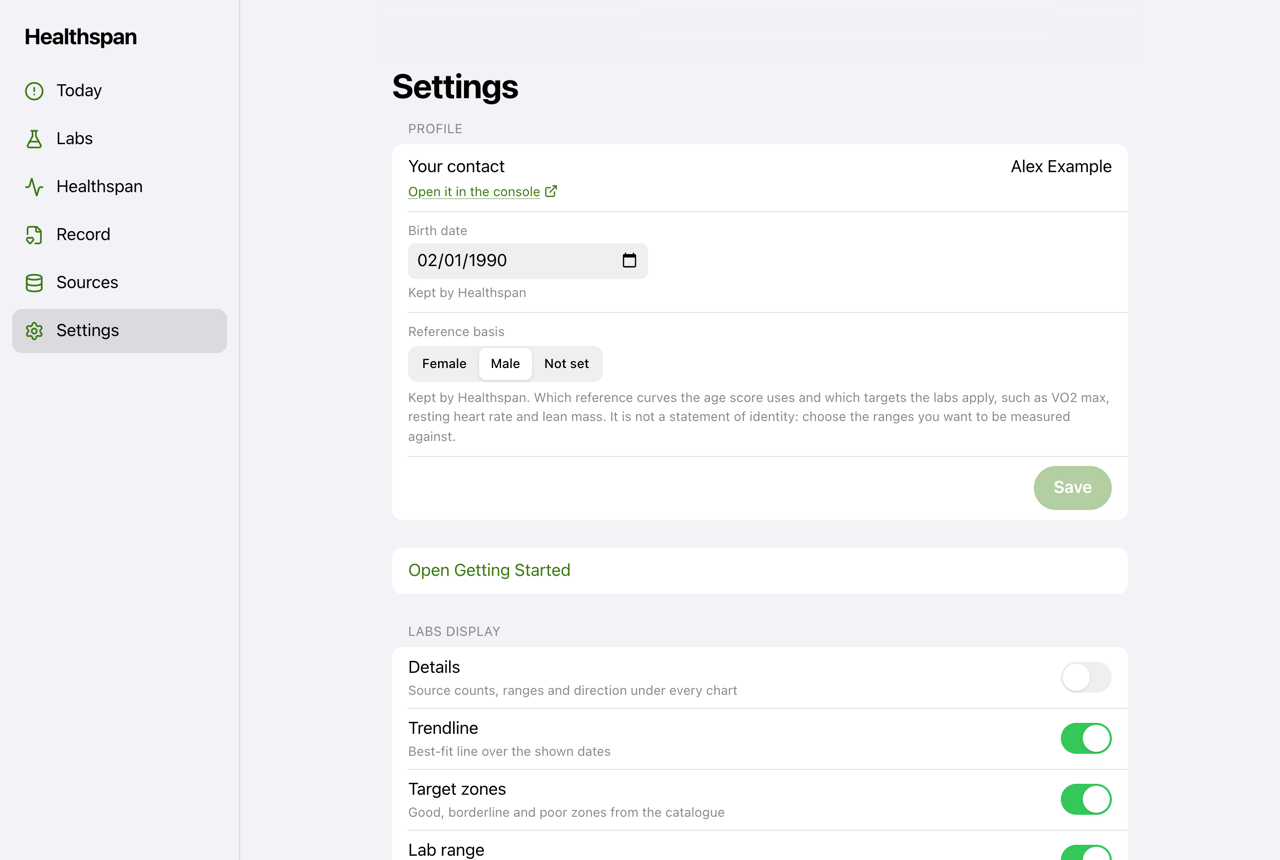 Healthspan
Today
Labs
Healthspan
Record
Sources
Settings
Settings
PROFILE
Your contact
Alex Example
Open it in the console
Birth date
02/01/1990
Kept by Healthspan
Reference basis
Female Male Not set
Kept by Healthspan. Which reference curves the age score uses and which targets the labs apply, such as VO2 max,
resting heart rate and lean mass. It is not a statement of identity: choose the ranges you want to be measured
against.
Save
Open Getting Started
LABS DISPLAY
Details
Source counts, ranges and direction under every chart
Trendline
Best-fit line over the shown dates
Target zones
Good, borderline and poor zones from the catalogue
Lab range